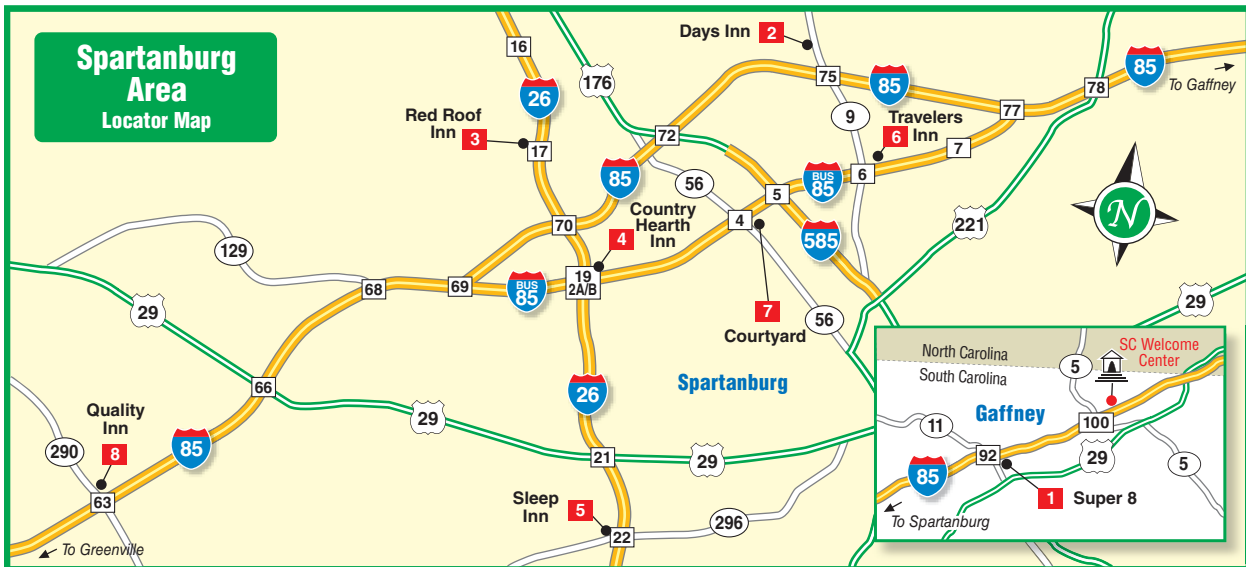 Spartanburg
Area
Locator Map
16
26
176
Days Inn
2
75
85
78
85
To Gaffney
Red Roof
Inn
3
17
72
9
Travelers
Inn
6
77
7
85
56
BUS
85
6
5
4
70
Country
Hearth
Inn
4
585
221
129
68
69
BUS
85
19
2A/B
7
Courtyard
56
29
29
66
26
Spartanburg
Quality
Inn
8
290
85
63
29
21
29
Sleep
Inn
5
22
296
To Greenville
North Carolina
South Carolina
5
SC Welcome
Center
Gaffney
11
100
92
29
5
85
1
Super 8
To Spartanburg
N